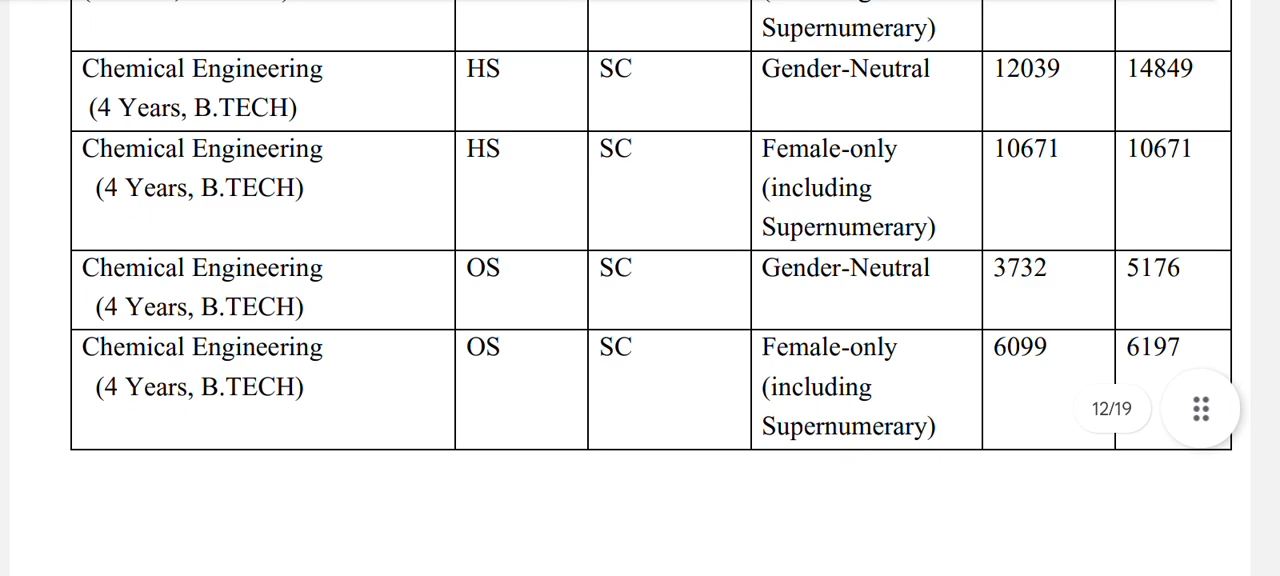 Supernumerary)
Chemical Engineering HS SC Gender-Neutral 12039 14849
(4 Years, B.TECH)
Chemical Engineering HS SC Female-only 10671 10671
(4 Years, B.TECH) (including
Supernumerary)
Chemical Engineering OS SC Gender-Neutral 3732 5176
(4 Years, B.TECH)
Chemical Engineering OS SC Female-only 6099 6197
(4 Years, B.TECH) (including
12/19
Supernumerary)